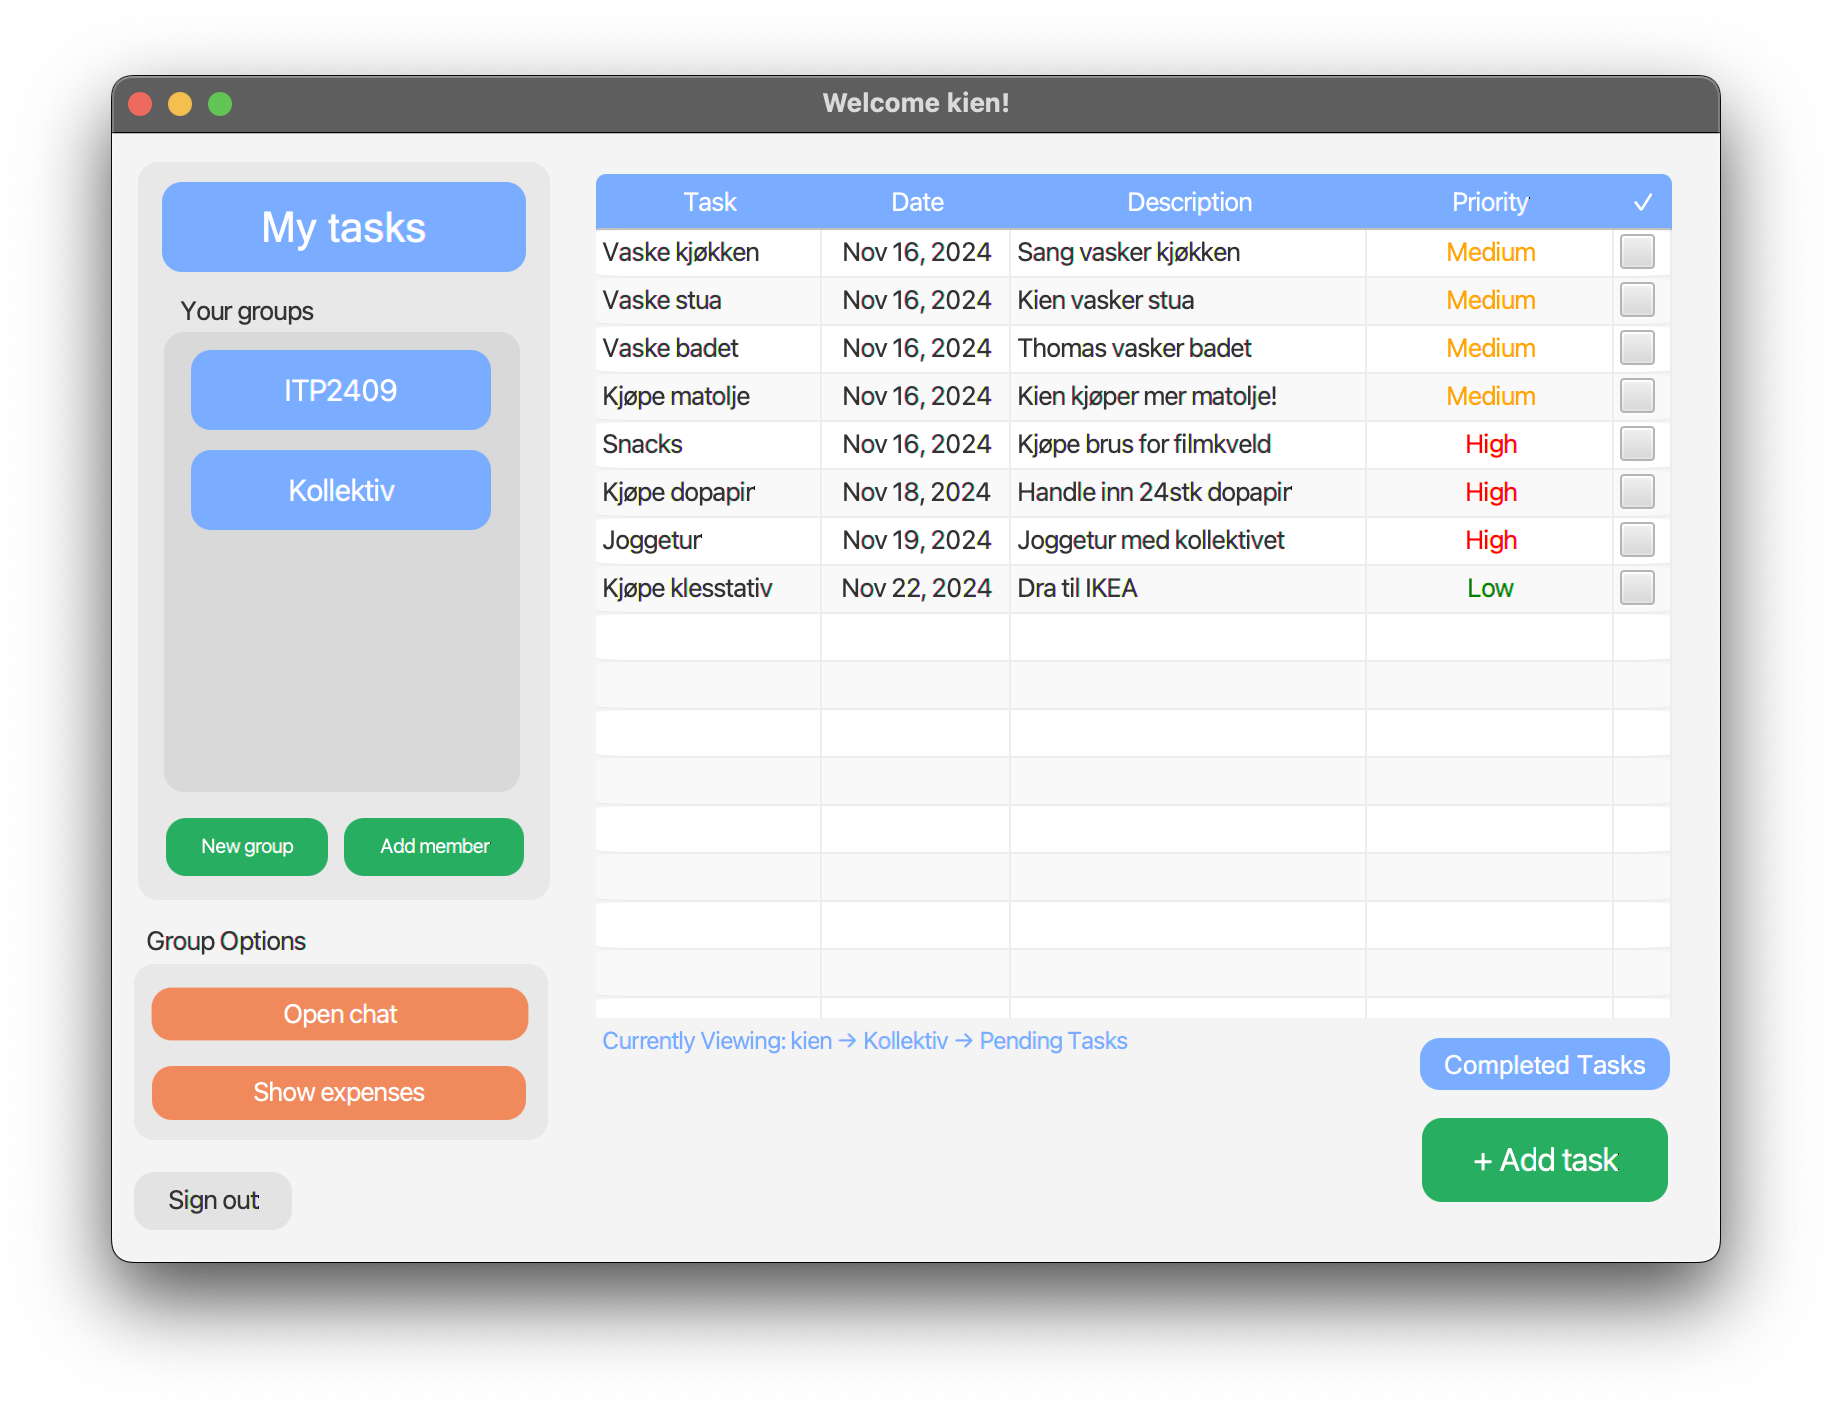 Welcome kien!
My tasks
Your groups
ITP2409
Kollektiv
New group Add member
Group Options
Open chat
Show expenses
Sign out
Task Date Description Priority ✓
Vaske kjøkken Nov 16, 2024 Sang vasker kjøkken Medium
Vaske stua Nov 16, 2024 Kien vasker stua Medium
Vaske badet Nov 16, 2024 Thomas vasker badet Medium
Kjøpe matolje Nov 16, 2024 Kien kjøper mer matolje! Medium
Snacks Nov 16, 2024 Kjøpe brus for filmkveld High
Kjøpe dopapir Nov 18, 2024 Handle inn 24stk dopapir High
Joggetur Nov 19, 2024 Joggetur med kollektivet High
Kjøpe klesstativ Nov 22, 2024 Dra til IKEA Low
Currently Viewing: kien → Kollektiv → Pending Tasks
Completed Tasks
+ Add task